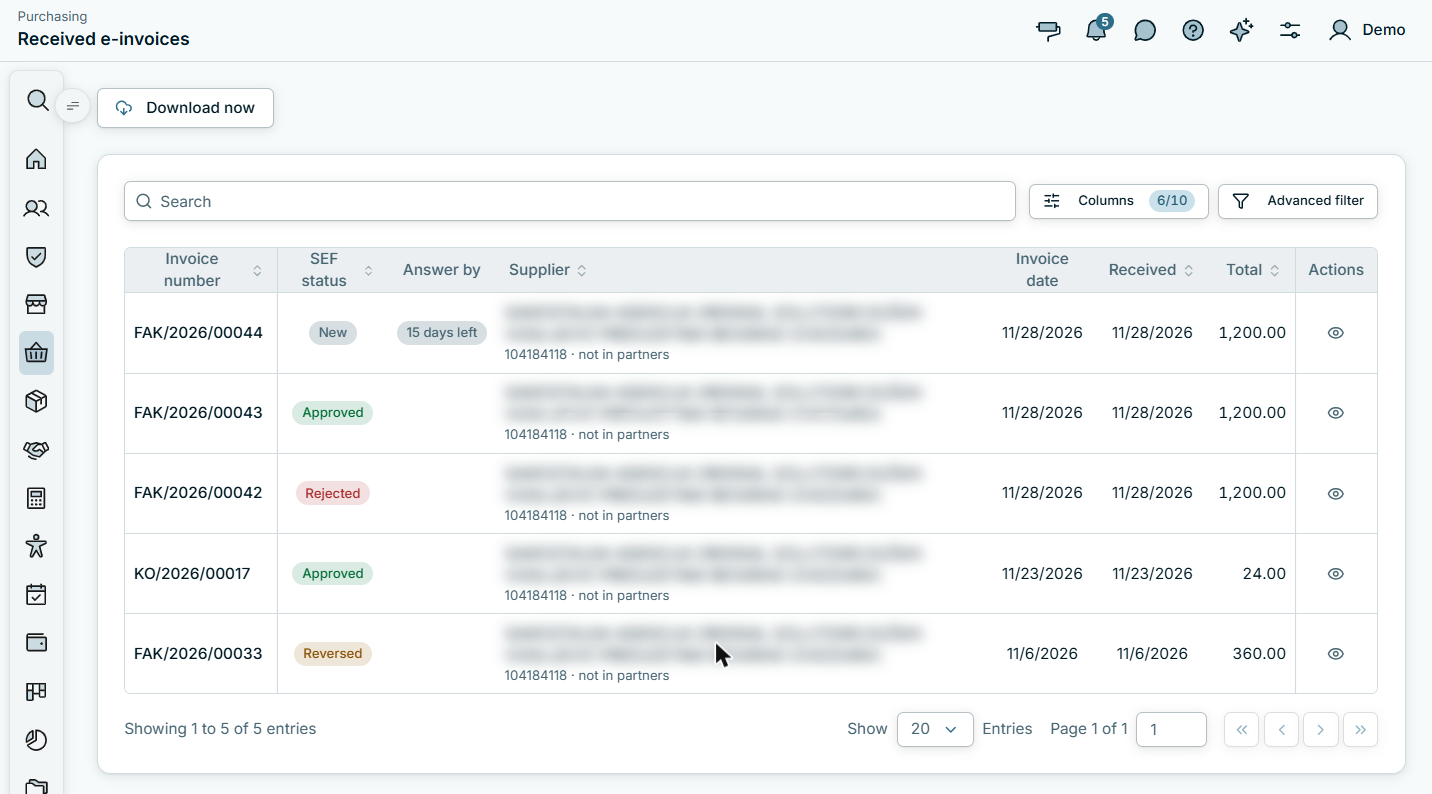 Purchasing
Received e-invoices
5
Demo
Download now
Search
Columns 6/10
Advanced filter
Invoice number
SEF status
Answer by
Supplier
Invoice date
Received
Total
Actions
FAK/2026/00044 New 15 days left 11/28/2026 11/28/2026 1,200.00
104184118 · not in partners
FAK/2026/00043 Approved 11/28/2026 11/28/2026 1,200.00
104184118 · not in partners
FAK/2026/00042 Rejected 11/28/2026 11/28/2026 1,200.00
104184118 · not in partners
KO/2026/00017 Approved 11/23/2026 11/23/2026 24.00
104184118 · not in partners
FAK/2026/00033 Reversed 11/6/2026 11/6/2026 360.00
104184118 · not in partners
Showing 1 to 5 of 5 entries
Show 20 Entries Page 1 of 1 1